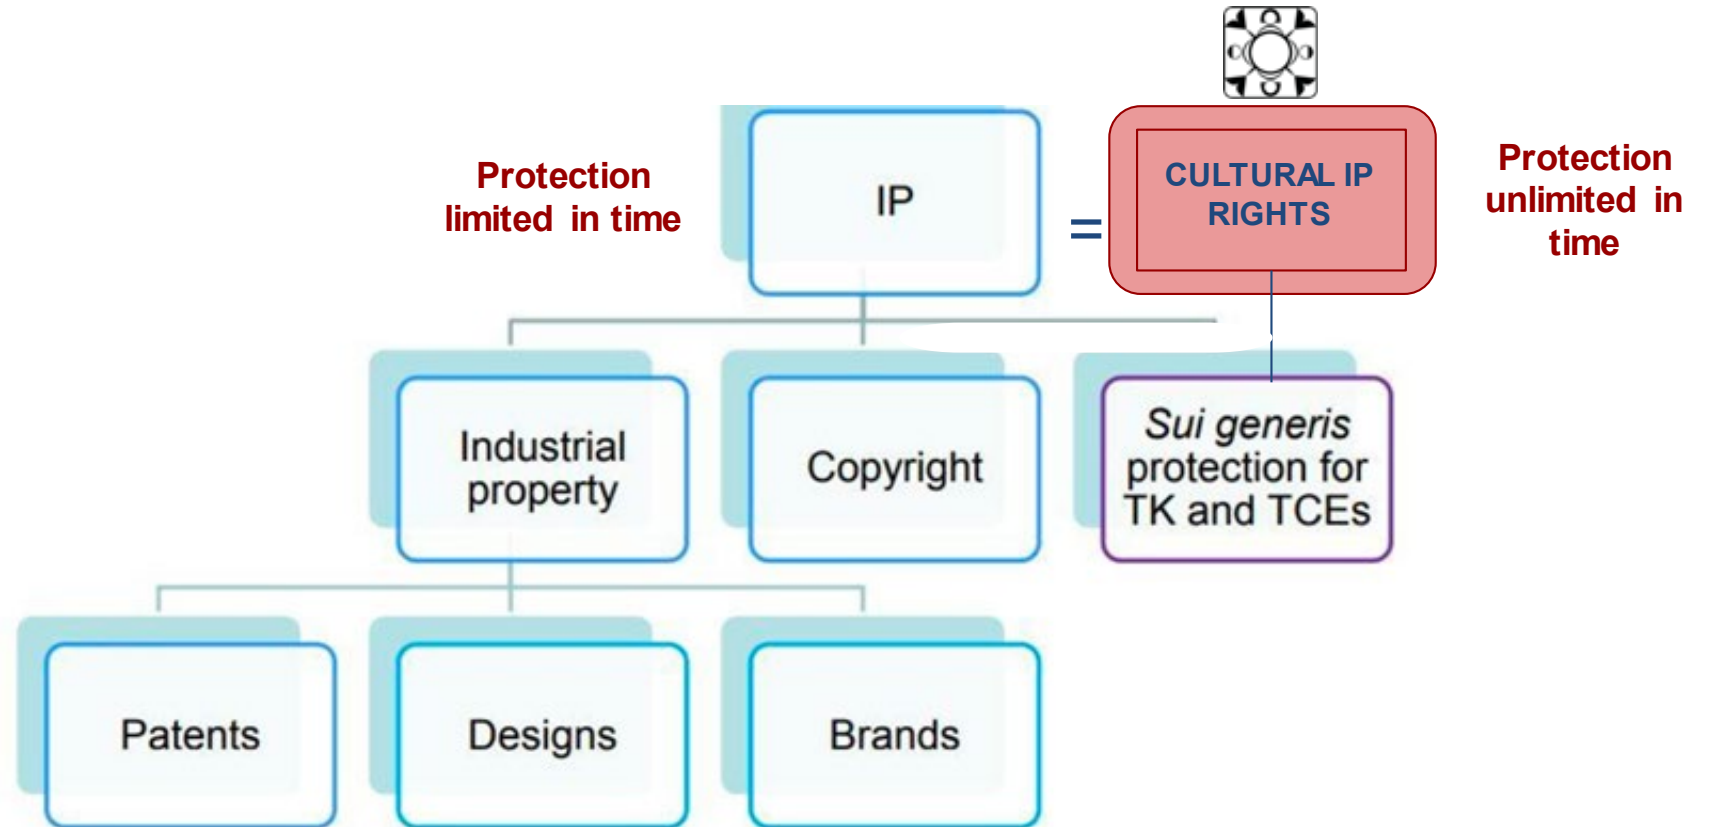 Protection
limited in time
IP
=
CULTURAL IP
RIGHTS
Protection
unlimited in
time
Industrial
property
Copyright
Sui generis
protection for
TK and TCEs
Patents
Designs
Brands